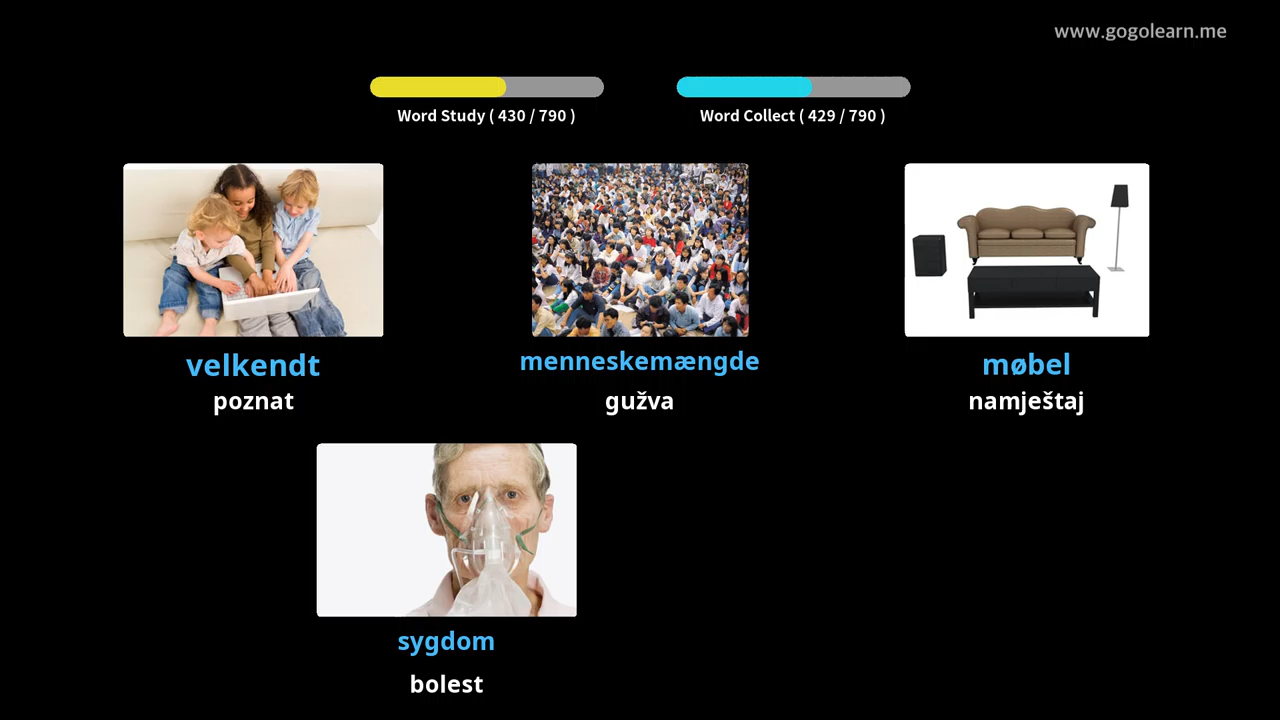 www.gogolearn.me
Word Study ( 430 / 790 )
Word Collect ( 429 / 790 )
velkendt
poznat
menneskemængde
gužva
møbel
namještaj
sygdom
bolest